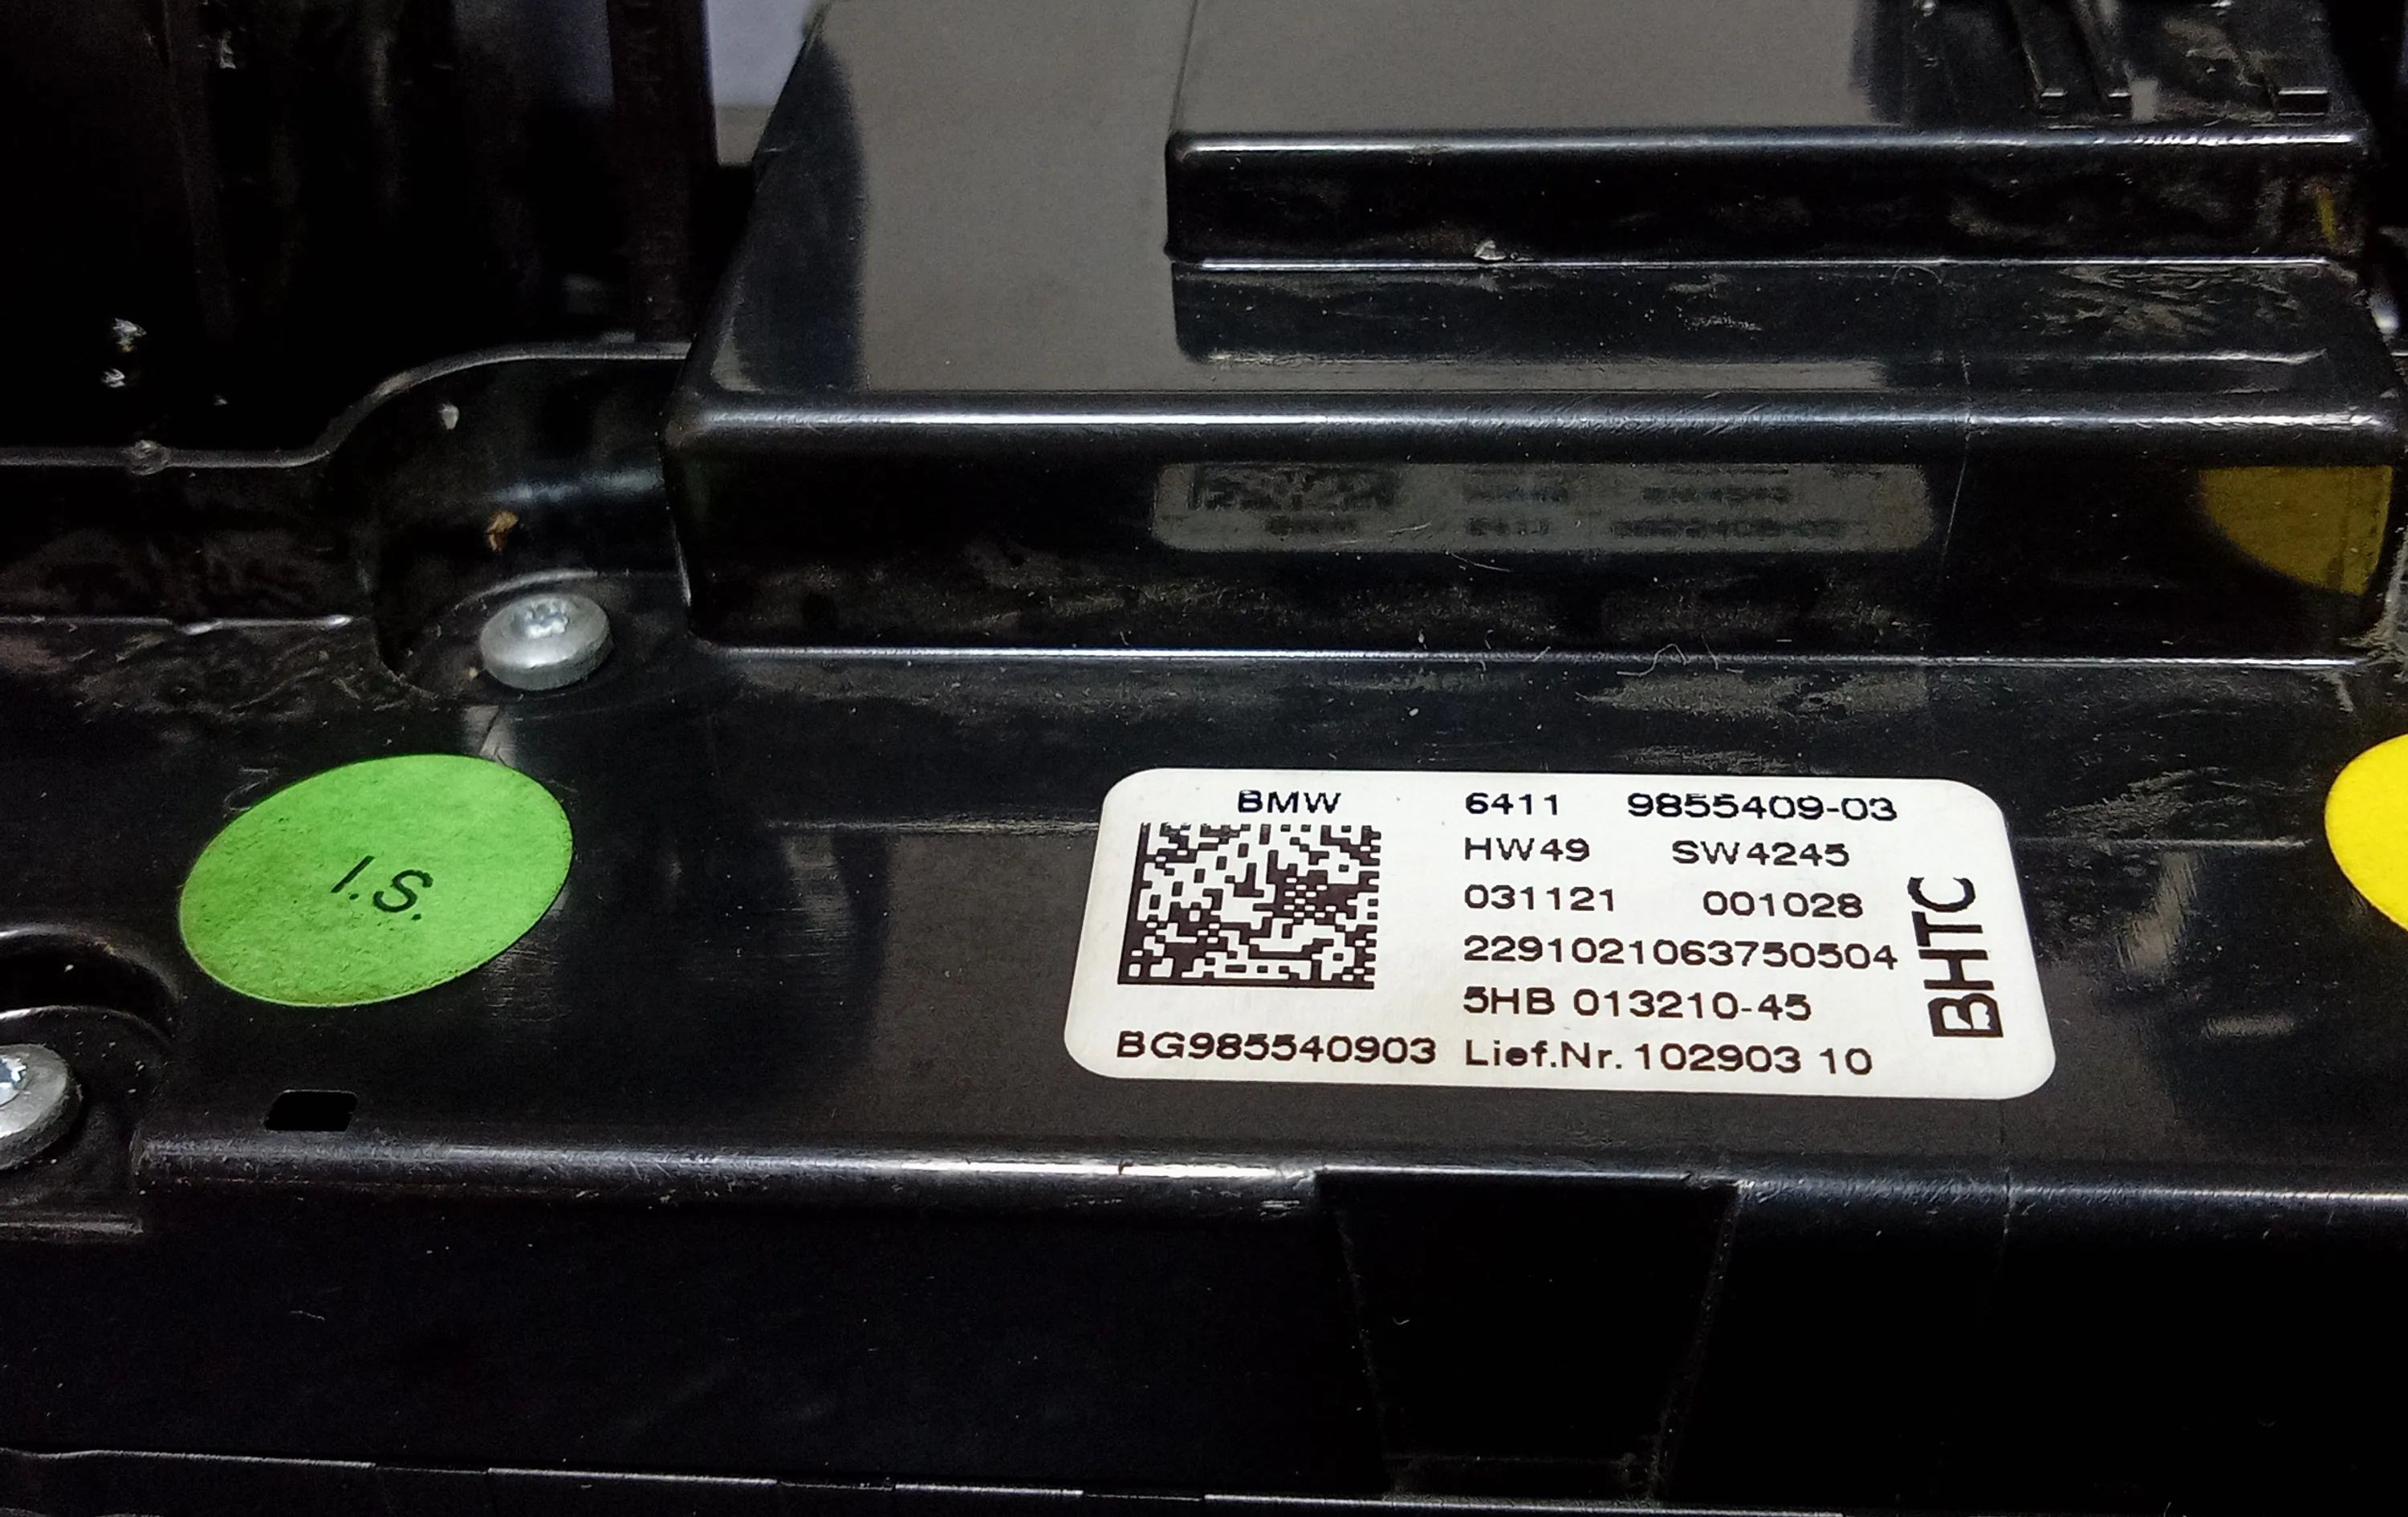 BMW 6411 9855409-03
HW49 SW4245
031121 001028
2291021063750504
5HB 013210-45
BG985540903 Lief.Nr. 102903 10
BHTC
I.S.